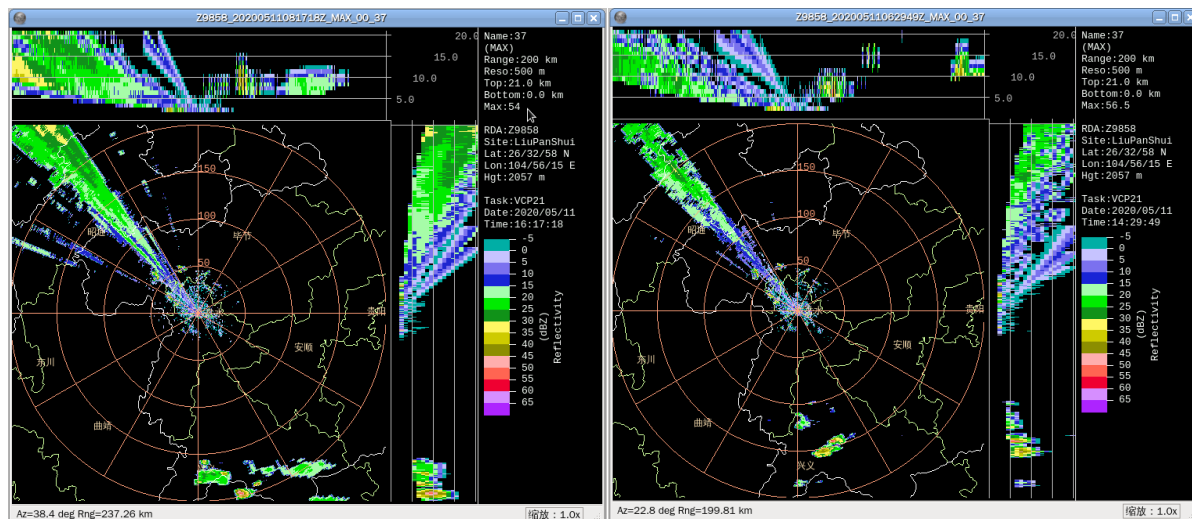 Z9858_20200511081718Z_MAX_00_37
20.0
15.0
10.0
5.0
Name:37
(MAX)
Range:200 km
Reso:500 m
Top:21.0 km
Bottom:0.0 km
Max:54
RDA:Z9858
Site:LiuPanShui
Lat:26/32/58 N
Lon:104/56/15 E
Hgt:2057 m
Task:VCP21
Date:2020/05/11
Time:16:17:18
-5
0
5
10
15
20
25
30
35
40
45
50
55
60
65
(dBZ)
Reflectivity
150
100
50
昭通
毕节
贵阳
安顺
东川
曲靖
Az=38.4 deg Rng=237.26 km
缩放：1.0x
Z9858_20200511062949Z_MAX_00_37
20.0
15.0
10.0
5.0
Name:37
(MAX)
Range:200 km
Reso:500 m
Top:21.0 km
Bottom:0.0 km
Max:56.5
RDA:Z9858
Site:LiuPanShui
Lat:26/32/58 N
Lon:104/56/15 E
Hgt:2057 m
Task:VCP21
Date:2020/05/11
Time:14:29:49
-5
0
5
10
15
20
25
30
35
40
45
50
55
60
65
(dBZ)
Reflectivity
150
100
50
昭通
毕节
贵阳
安顺
东川
曲靖
兴义
Az=22.8 deg Rng=199.81 km
缩放：1.0x